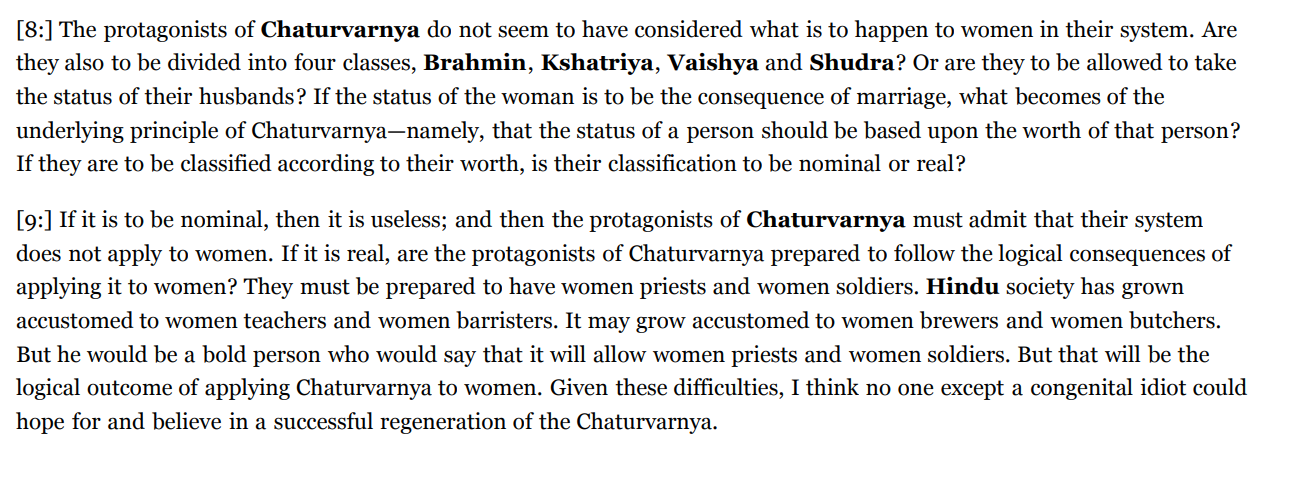 [8:] The protagonists of Chaturvarnya do not seem to have considered what is to happen to women in their system. Are
they also to be divided into four classes, Brahmin, Kshatriya, Vaishya and Shudra? Or are they to be allowed to take
the status of their husbands? If the status of the woman is to be the consequence of marriage, what becomes of the
underlying principle of Chaturvarnya—namely, that the status of a person should be based upon the worth of that person?
If they are to be classified according to their worth, is their classification to be nominal or real?
[9:] If it is to be nominal, then it is useless; and then the protagonists of Chaturvarnya must admit that their system
does not apply to women. If it is real, are the protagonists of Chaturvarnya prepared to follow the logical consequences of
applying it to women? They must be prepared to have women priests and women soldiers. Hindu society has grown
accustomed to women teachers and women barristers. It may grow accustomed to women brewers and women butchers.
But he would be a bold person who would say that it will allow women priests and women soldiers. But that will be the
logical outcome of applying Chaturvarnya to women. Given these difficulties, I think no one except a congenital idiot could
hope for and believe in a successful regeneration of the Chaturvarnya.